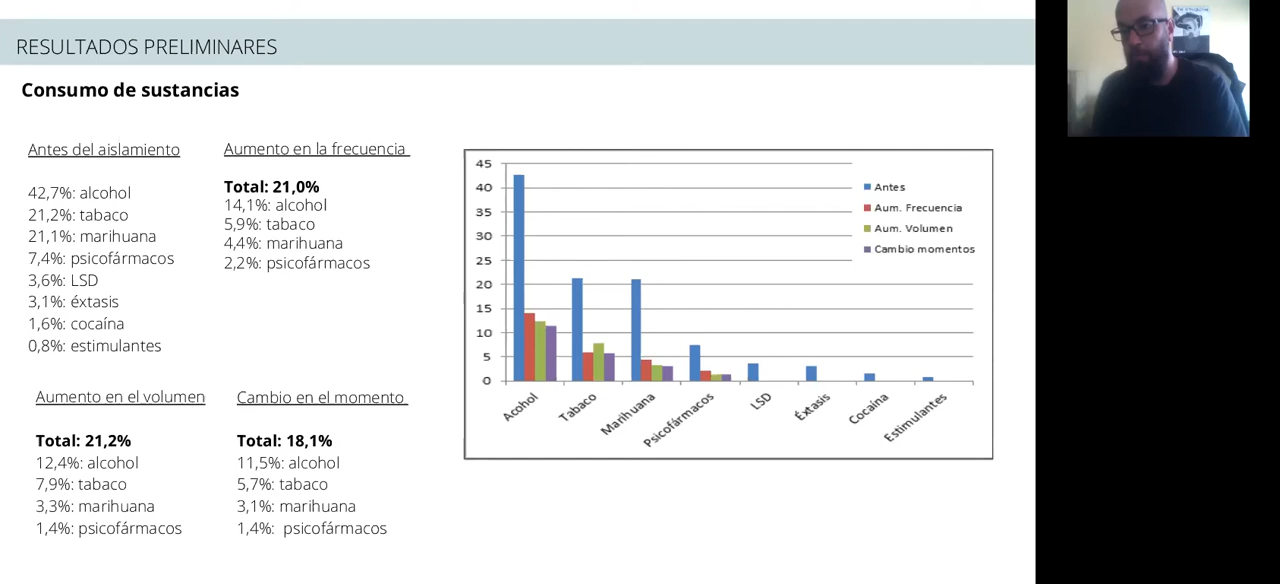 RESULTADOS PRELIMINARES
Consumo de sustancias
Antes del aislamiento
42,7%: alcohol
21,2%: tabaco
21,1%: marihuana
7,4%: psicofármacos
3,6%: LSD
3,1%: éxtasis
1,6%: cocaína
0,8%: estimulantes
Aumento en la frecuencia
Total: 21,0%
14,1%: alcohol
5,9%: tabaco
4,4%: marihuana
2,2%: psicofármacos
Aumento en el volumen
Total: 21,2%
12,4%: alcohol
7,9%: tabaco
3,3%: marihuana
1,4%: psicofármacos
Cambio en el momento
Total: 18,1%
11,5%: alcohol
5,7%: tabaco
3,1%: marihuana
1,4%: psicofármacos
45
40
35
30
25
20
15
10
5
0
Antes
Aum. Frecuencia
Aum. Volumen
Cambio momentos
Acohol
Tabaco
Marihuana
Psicofármacos
LSD
Éxtasis
Cocaína
Estimulantes